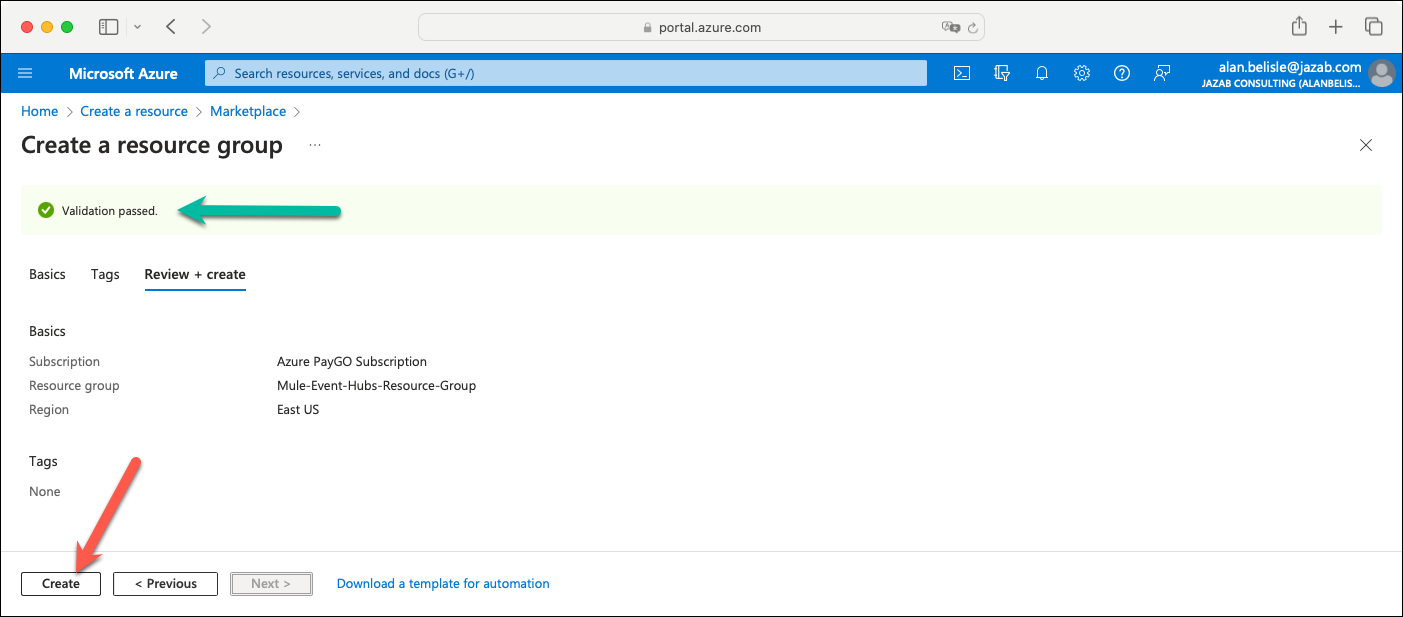 portal.azure.com
Microsoft Azure
Search resources, services, and docs (G+/)
alan.belisle@jazab.com
JAZAB CONSULTING (ALANBELIS...
Home > Create a resource > Marketplace >
Create a resource group ...
Validation passed.
Basics Tags Review + create
Basics
Subscription Azure PayGO Subscription
Resource group Mule-Event-Hubs-Resource-Group
Region East US
Tags
None
Create < Previous Next > Download a template for automation